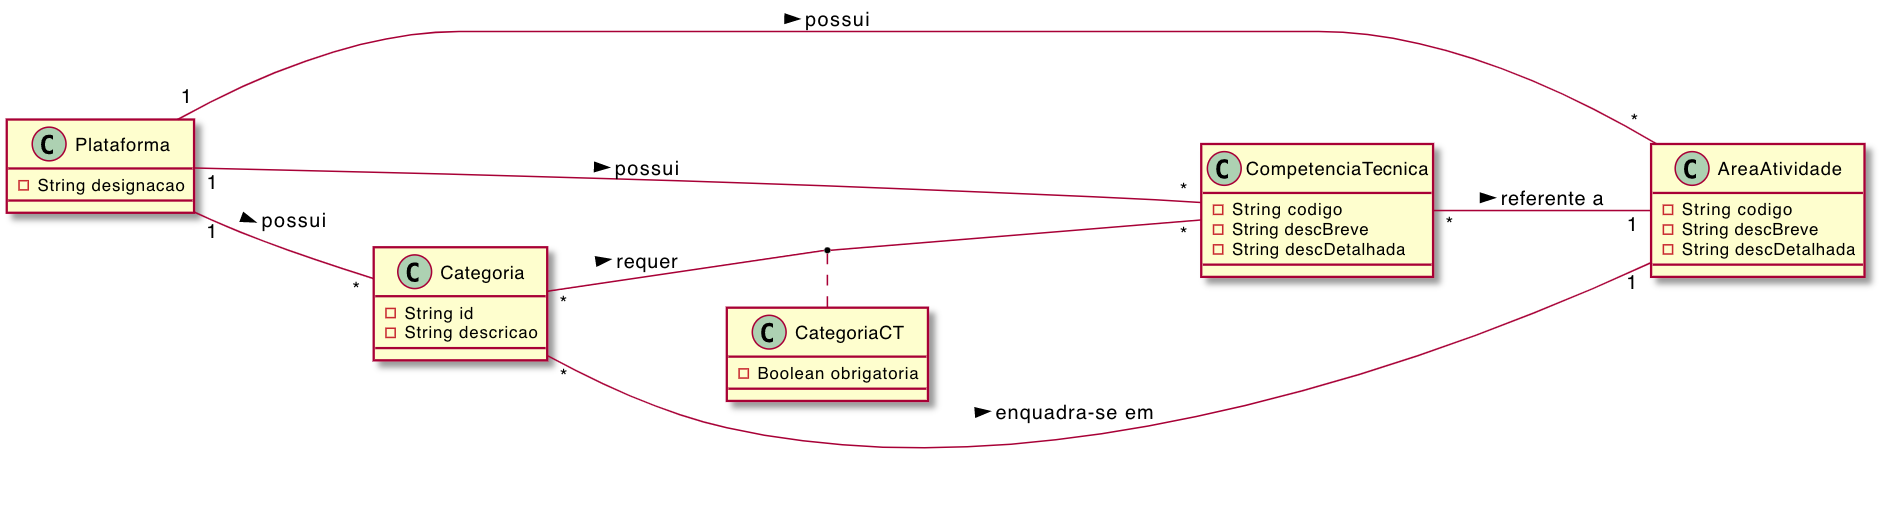 possui
1
*
C Plataforma
String designacao
1
possui
*
C CompetenciaTecnica
String codigo
String descBreve
String descDetalhada
*
referente a
1
C AreaAtividade
String codigo
String descBreve
String descDetalhada
1
possui
*
C Categoria
String id
String descricao
*
requer
*
C CategoriaCT
Boolean obrigatoria
*
enquadra-se em
1